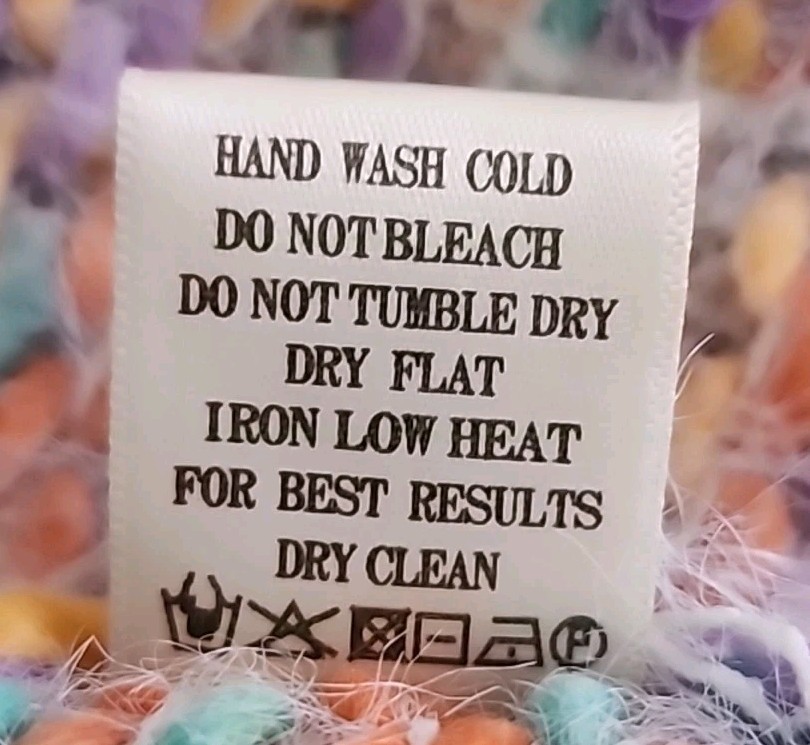 HAND WASH COLD
DO NOT BLEACH
DO NOT TUMBLE DRY
DRY FLAT
IRON LOW HEAT
FOR BEST RESULTS
DRY CLEAN
F